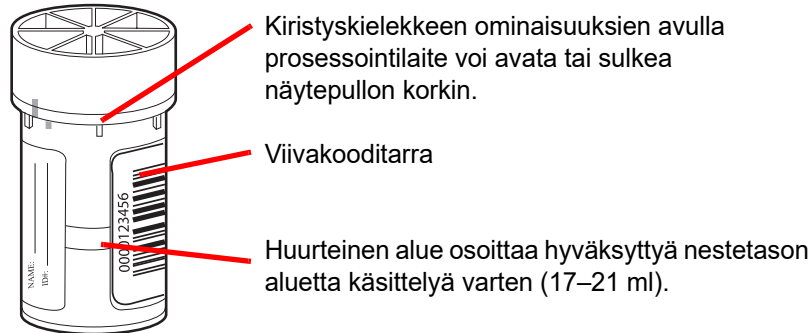 Kiristyskielekkeen ominaisuuksien avulla
prosessointilaite voi avata tai sulkea
näytepullon korkin.
Viivakooditarra
Huurteinen alue osoittaa hyväksyttyä nestetason
aluetta käsittelyä varten (17–21 ml).
NAME:
ID#:
0000123456